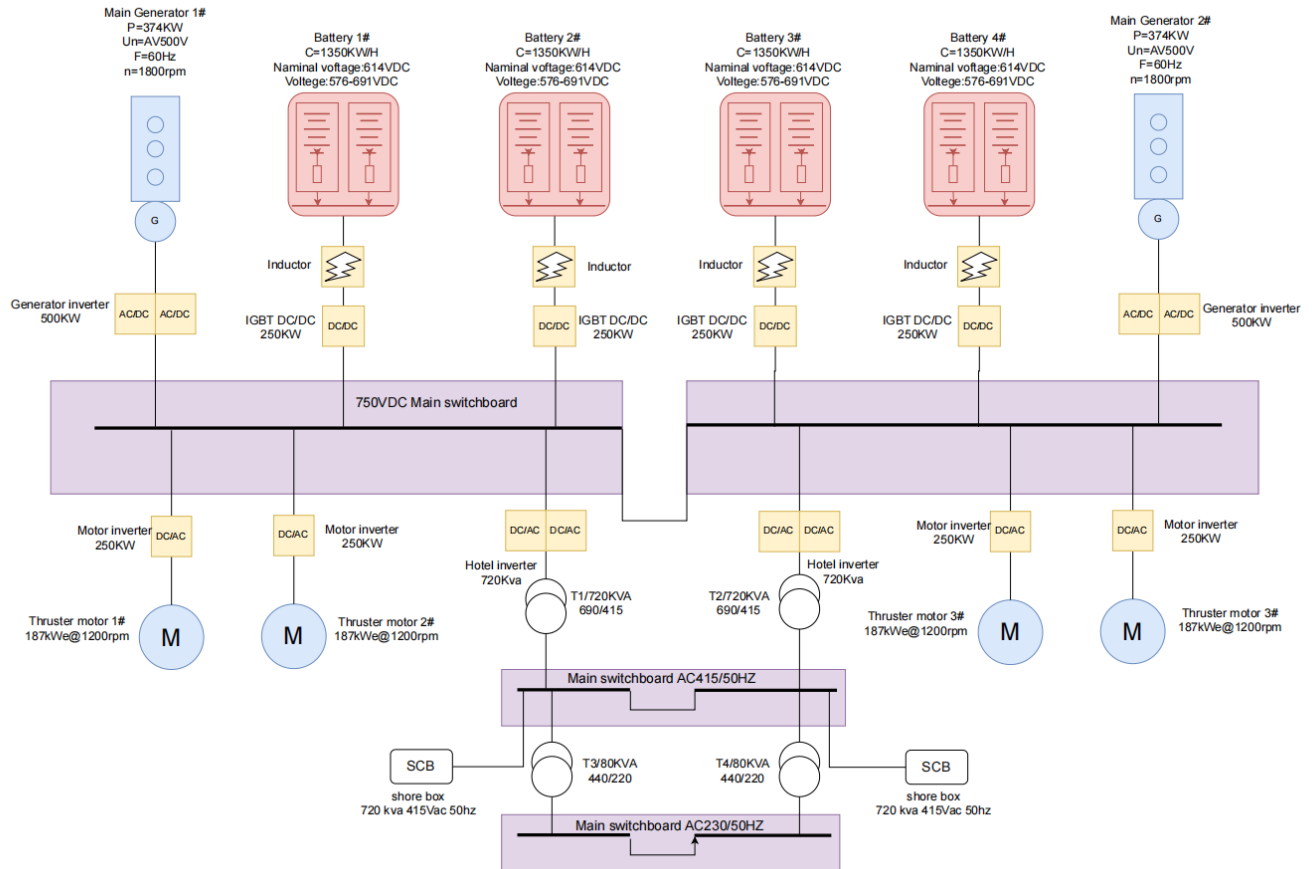 Main Generator 1#
P=374KW
Un=AV500V
F=60Hz
n=1800rpm
Battery 1#
C=1350KW/H
Naminal voltage:614VDC
Voltege:576-691VDC
Battery 2#
C=1350KW/H
Naminal voltage:614VDC
Voltege:576-691VDC
Battery 3#
C=1350KW/H
Naminal voltage:614VDC
Voltege:576-691VDC
Battery 4#
C=1350KW/H
Naminal voltage:614VDC
Voltege:576-691VDC
Main Generator 2#
P=374KW
Un=AV500V
F=60Hz
n=1800rpm
G
G
Inductor
Inductor
Inductor
Inductor
Generator inverter
500KW
AC/DC
AC/DC
IGBT DC/DC
250KW
DC/DC
DC/DC
IGBT DC/DC
250KW
IGBT DC/DC
250KW
DC/DC
IGBT DC/DC
250KW
DC/DC
AC/DC
AC/DC
Generator inverter
500KW
750VDC Main switchboard
Motor inverter
250KW
DC/AC
DC/AC
Motor inverter
250KW
DC/AC
DC/AC
Hotel inverter
720Kva
DC/AC
DC/AC
Hotel inverter
720Kva
Motor inverter
250KW
DC/AC
DC/AC
Motor inverter
250KW
T1/720KVA
690/415
T2/720KVA
690/415
Thruster motor 1#
187kWe@1200rpm
M
M
Thruster motor 2#
187kWe@1200rpm
Thruster motor 3#
187kWe@1200rpm
M
M
Thruster motor 3#
187kWe@1200rpm
Main switchboard AC415/50HZ
SCB
shore box
720 kva 415Vac 50hz
T3/80KVA
440/220
T4/80KVA
440/220
SCB
shore box
720 kva 415Vac 50hz
Main switchboard AC230/50HZ